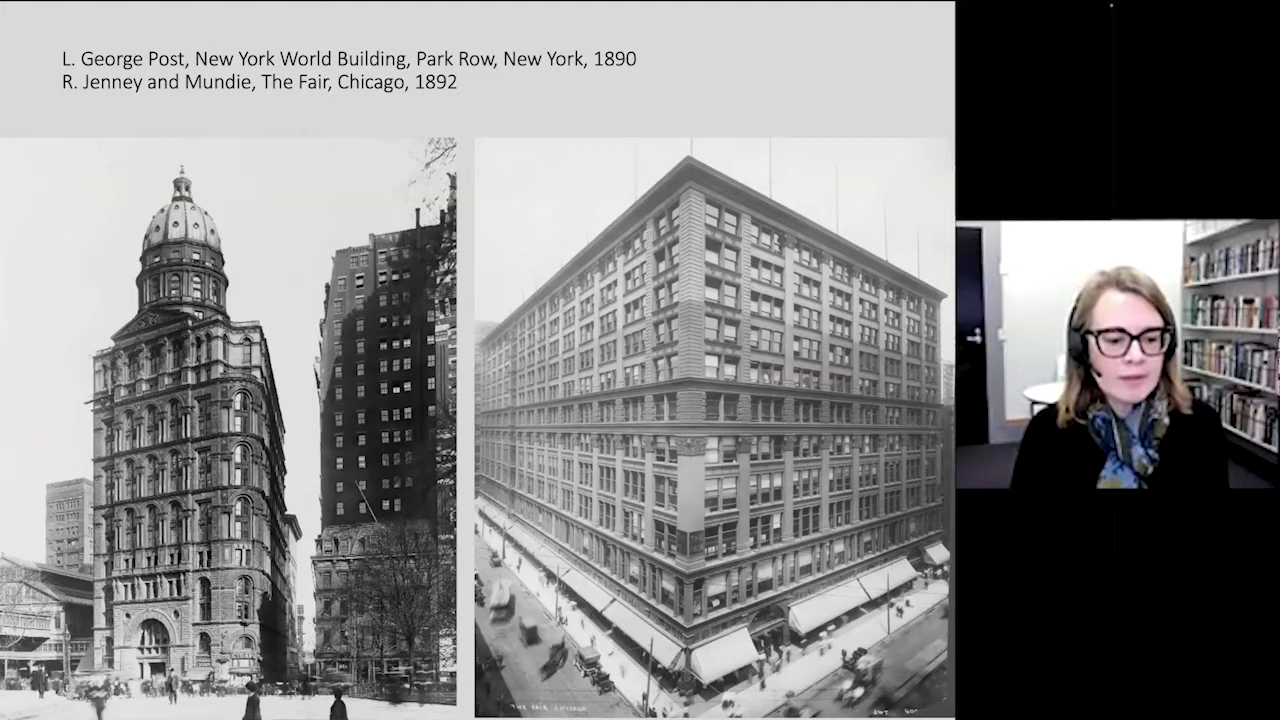 L. George Post, New York World Building, Park Row, New York, 1890
R. Jenney and Mundie, The Fair, Chicago, 1892
THE FAIR CHICAGO